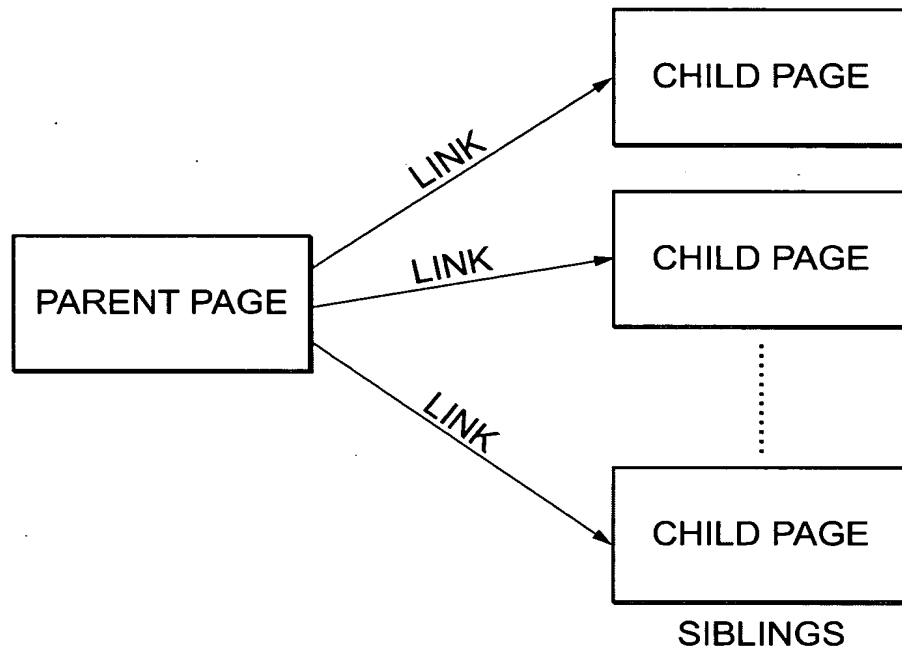 CHILD PAGE
LINK
CHILD PAGE
LINK
PARENT PAGE
LINK
CHILD PAGE
SIBLINGS